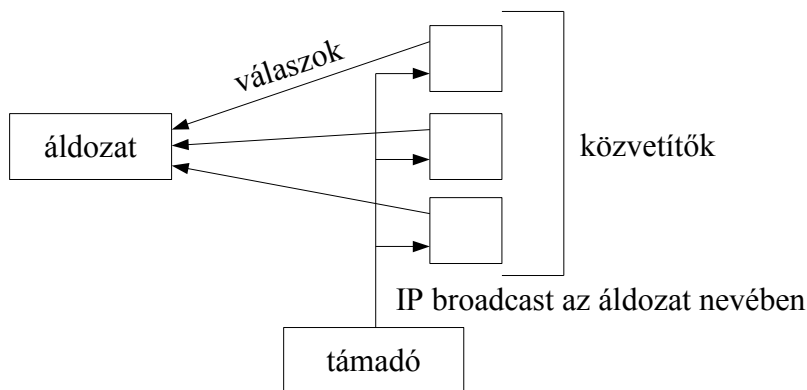 válaszok
áldozat
közvetítők
IP broadcast az áldozat nevében
támadó